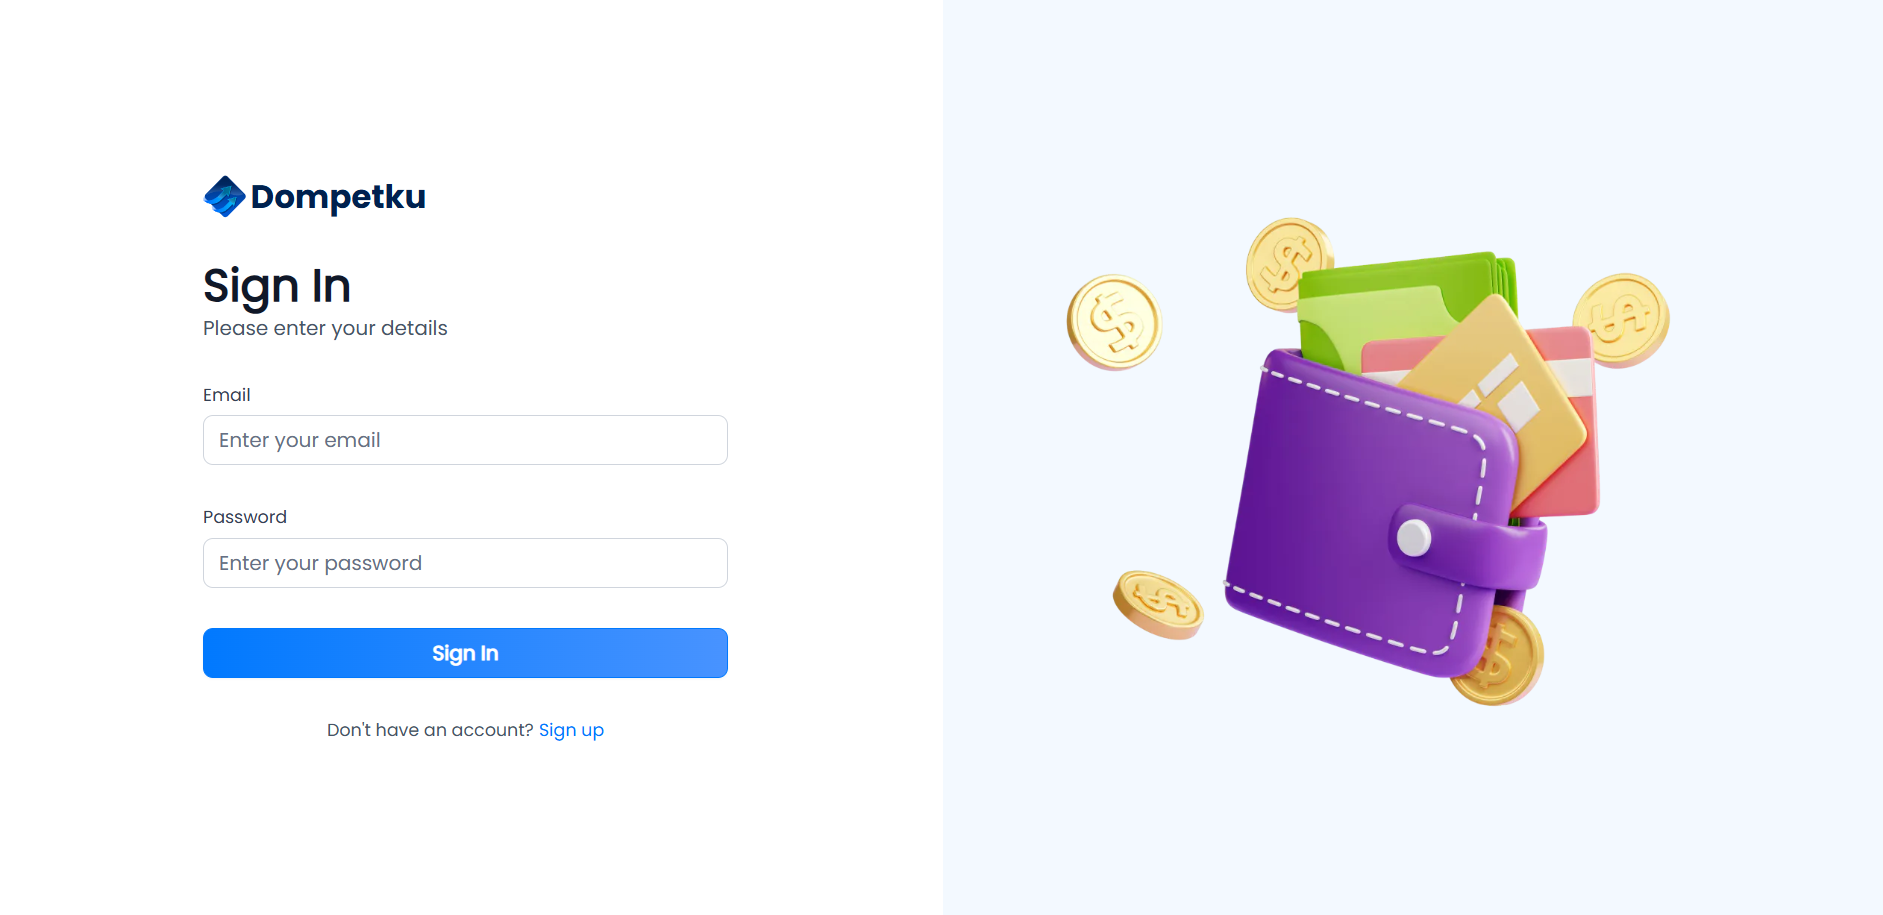 Dompetku
Sign In
Please enter your details
Email
Enter your email
Password
Enter your password
Sign In
Don't have an account? Sign up